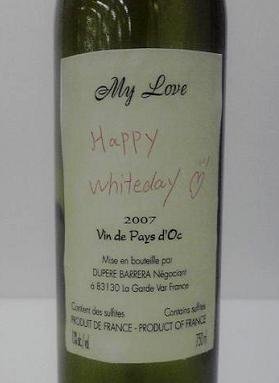 My Love
Happy
whiteday
2007
Vin de Pays d'Oc
Mise en bouteille par
DUPERE BARRERA Négociant
à 83130 La Garde Var France
Contient des sulfites Contains sulfites
PRODUIT DE FRANCE - PRODUCT OF FRANCE
750ml